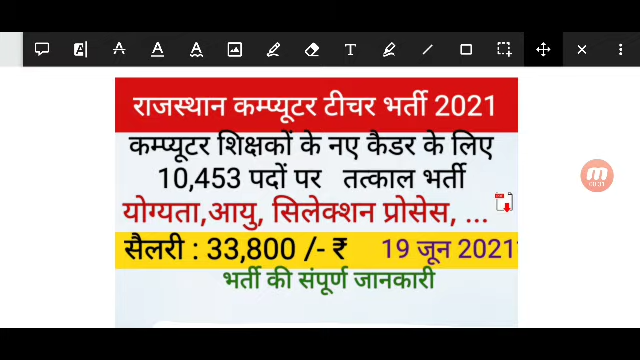 राजस्थान कम्प्यूटर टीचर भर्ती 2021
कम्प्यूटर शिक्षकों के नए कैडर के लिए
10,453 पदों पर तत्काल भर्ती
योग्यता,आयु, सिलेक्शन प्रोसेस, ...
सैलरी : 33,800 /- ₹ 19 जून 2021
भर्ती की संपूर्ण जानकारी